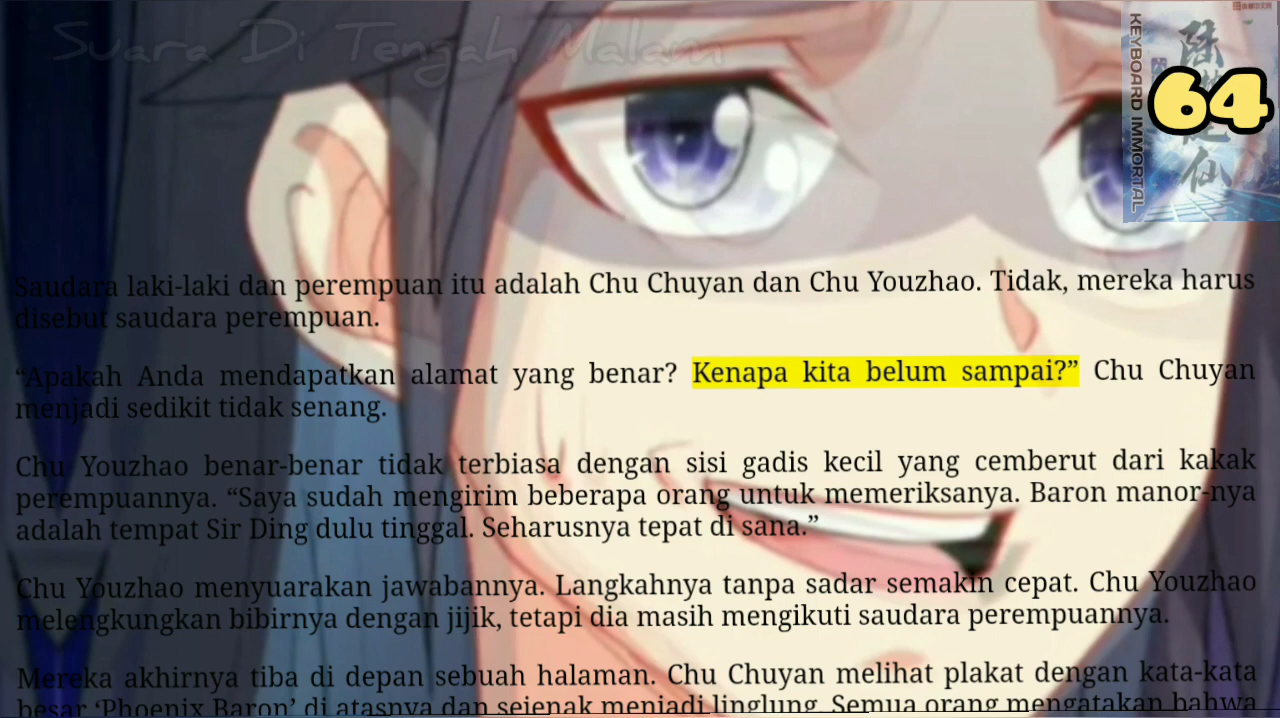 Suara Di Tengah Malam
KEYBOARD IMMORTAL
64
仙
Saudara laki-laki dan perempuan itu adalah Chu Chuyan dan Chu Youzhao. Tidak, mereka harus
disebut saudara perempuan.
“Apakah Anda mendapatkan alamat yang benar? Kenapa kita belum sampai?” Chu Chuyan
menjadi sedikit tidak senang.
Chu Youzhao benar-benar tidak terbiasa dengan sisi gadis kecil yang cemberut dari kakak
perempuannya. “Saya sudah mengirim beberapa orang untuk memeriksanya. Baron manor-nya
adalah tempat Sir Ding dulu tinggal. Seharusnya tepat di sana.”
Chu Youzhao menyuarakan jawabannya. Langkahnya tanpa sadar semakin cepat. Chu Youzhao
melengkungkan bibirnya dengan jijik, tetapi dia masih mengikuti saudara perempuannya.
Mereka akhirnya tiba di depan sebuah halaman. Chu Chuyan melihat plakat dengan kata-kata
besar ‘Phoenix Baron’ di atasnya dan sejenak menjadi linglung. Semua orang mengatakan bahwa